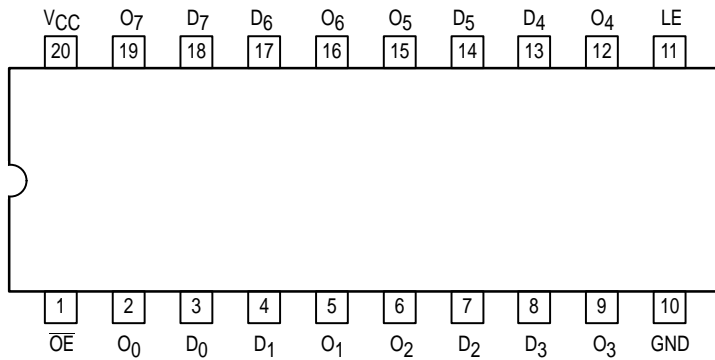 VCC O7 D7 D6 O6 O5 D5 D4 O4 LE
20 19 18 17 16 15 14 13 12 11
1 2 3 4 5 6 7 8 9 10
O̅E̅ O0 D0 D1 O1 O2 D2 D3 O3 GND